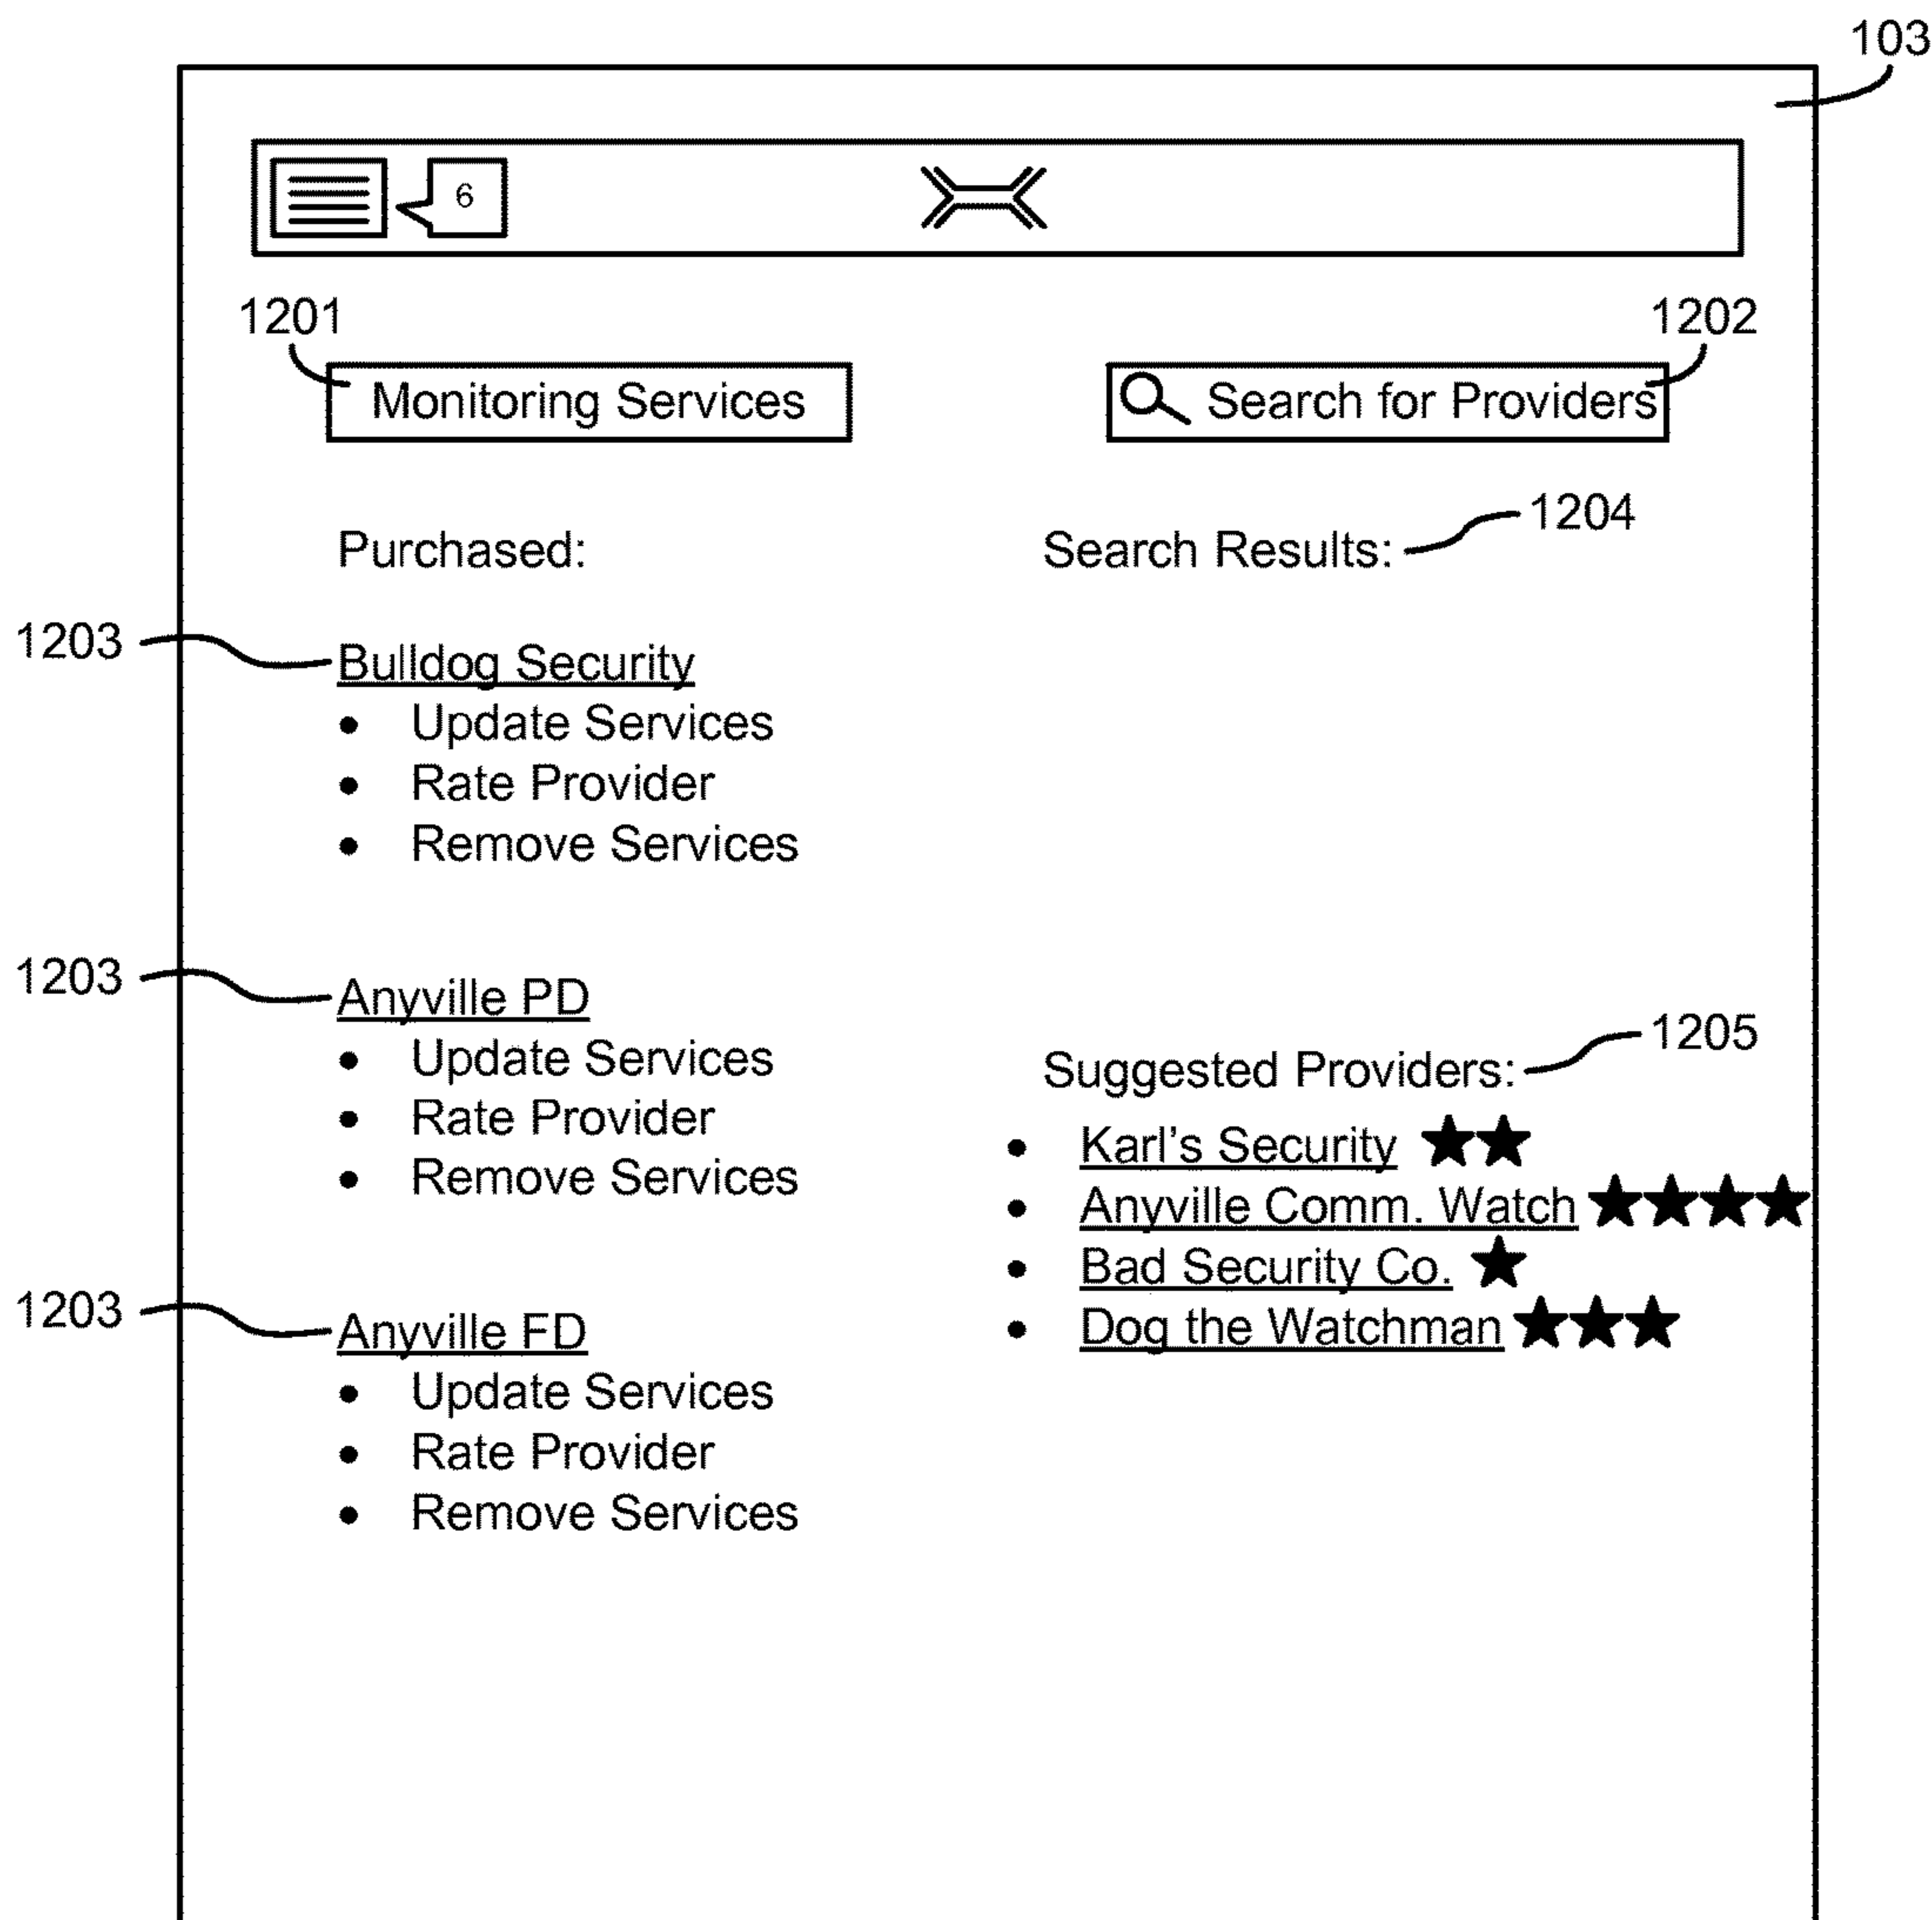 103
6
1201
1202
Monitoring Services
Search for Providers
1204
Purchased:
Search Results:
1203
Bulldog Security
• Update Services
• Rate Provider
• Remove Services
1203
Anyville PD
• Update Services
• Rate Provider
• Remove Services
1205
Suggested Providers:
• Karl's Security ★★
• Anyville Comm. Watch ★★★★
• Bad Security Co. ★
• Dog the Watchman ★★★
1203
Anyville FD
• Update Services
• Rate Provider
• Remove Services